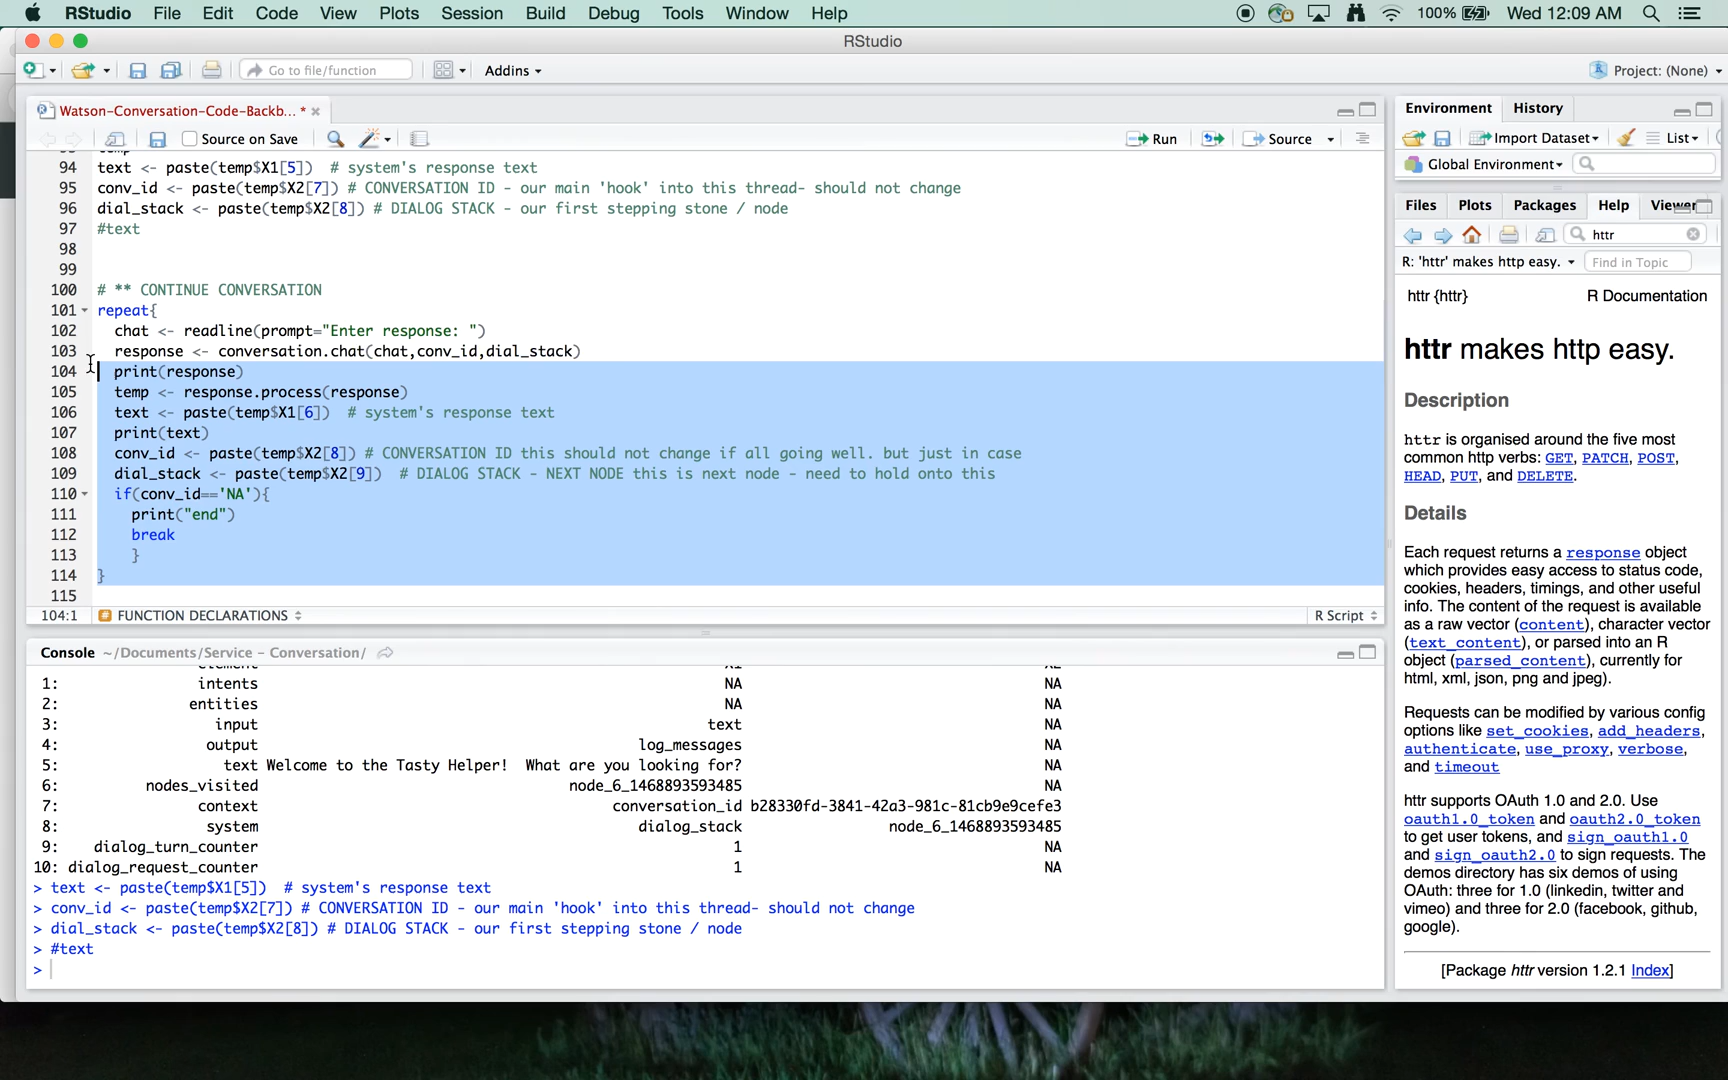 RStudio File Edit Code View Plots Session Build Debug Tools Window Help 100% Wed 12:09 AM
RStudio
Go to file/function Addins Project: (None)
Watson-Conversation-Code-Backb... *
Source on Save Run Source
94 text <- paste(temp$X1[5])  # system's response text
95 conv_id <- paste(temp$X2[7]) # CONVERSATION ID - our main 'hook' into this thread- should not change
96 dial_stack <- paste(temp$X2[8]) # DIALOG STACK - our first stepping stone / node
97 #text
98
99
100 # ** CONTINUE CONVERSATION
101 repeat{
102 chat <- readline(prompt="Enter response: ")
103 response <- conversation.chat(chat,conv_id,dial_stack)
104 print(response)
105 temp <- response.process(response)
106 text <- paste(temp$X1[6])  # system's response text
107 print(text)
108 conv_id <- paste(temp$X2[8]) # CONVERSATION ID this should not change if all going well. but just in case
109 dial_stack <- paste(temp$X2[9])  # DIALOG STACK - NEXT NODE this is next node - need to hold onto this
110 if(conv_id=='NA'){
111 print("end")
112 break
113 }
114 }
115
104:1 # FUNCTION DECLARATIONS R Script
Console ~/Documents/Service - Conversation/
1: intents NA NA
2: entities NA NA
3: input text NA
4: output log_messages NA
5: text Welcome to the Tasty Helper!  What are you looking for? NA
6: nodes_visited node_6_1468893593485 NA
7: context conversation_id b28330fd-3841-42a3-981c-81cb9e9cefe3
8: system dialog_stack node_6_1468893593485
9: dialog_turn_counter 1 NA
10: dialog_request_counter 1 NA
> text <- paste(temp$X1[5])  # system's response text
> conv_id <- paste(temp$X2[7]) # CONVERSATION ID - our main 'hook' into this thread- should not change
> dial_stack <- paste(temp$X2[8]) # DIALOG STACK - our first stepping stone / node
> #text
>
Environment History
Import Dataset List
Global Environment
Files Plots Packages Help Viewer
httr
R: 'httr' makes http easy. Find in Topic
httr {httr} R Documentation
httr makes http easy.
Description
httr is organised around the five most
common http verbs: GET, PATCH, POST,
HEAD, PUT, and DELETE.
Details
Each request returns a response object
which provides easy access to status code,
cookies, headers, timings, and other useful
info. The content of the request is available
as a raw vector (content), character vector
(text_content), or parsed into an R
object (parsed_content), currently for
html, xml, json, png and jpeg).
Requests can be modified by various config
options like set_cookies, add_headers,
authenticate, use_proxy, verbose,
and timeout
httr supports OAuth 1.0 and 2.0. Use
oauth1.0_token and oauth2.0_token
to get user tokens, and sign_oauth1.0
and sign_oauth2.0 to sign requests. The
demos directory has six demos of using
OAuth: three for 1.0 (linkedin, twitter and
vimeo) and three for 2.0 (facebook, github,
google).
[Package httr version 1.2.1 Index]